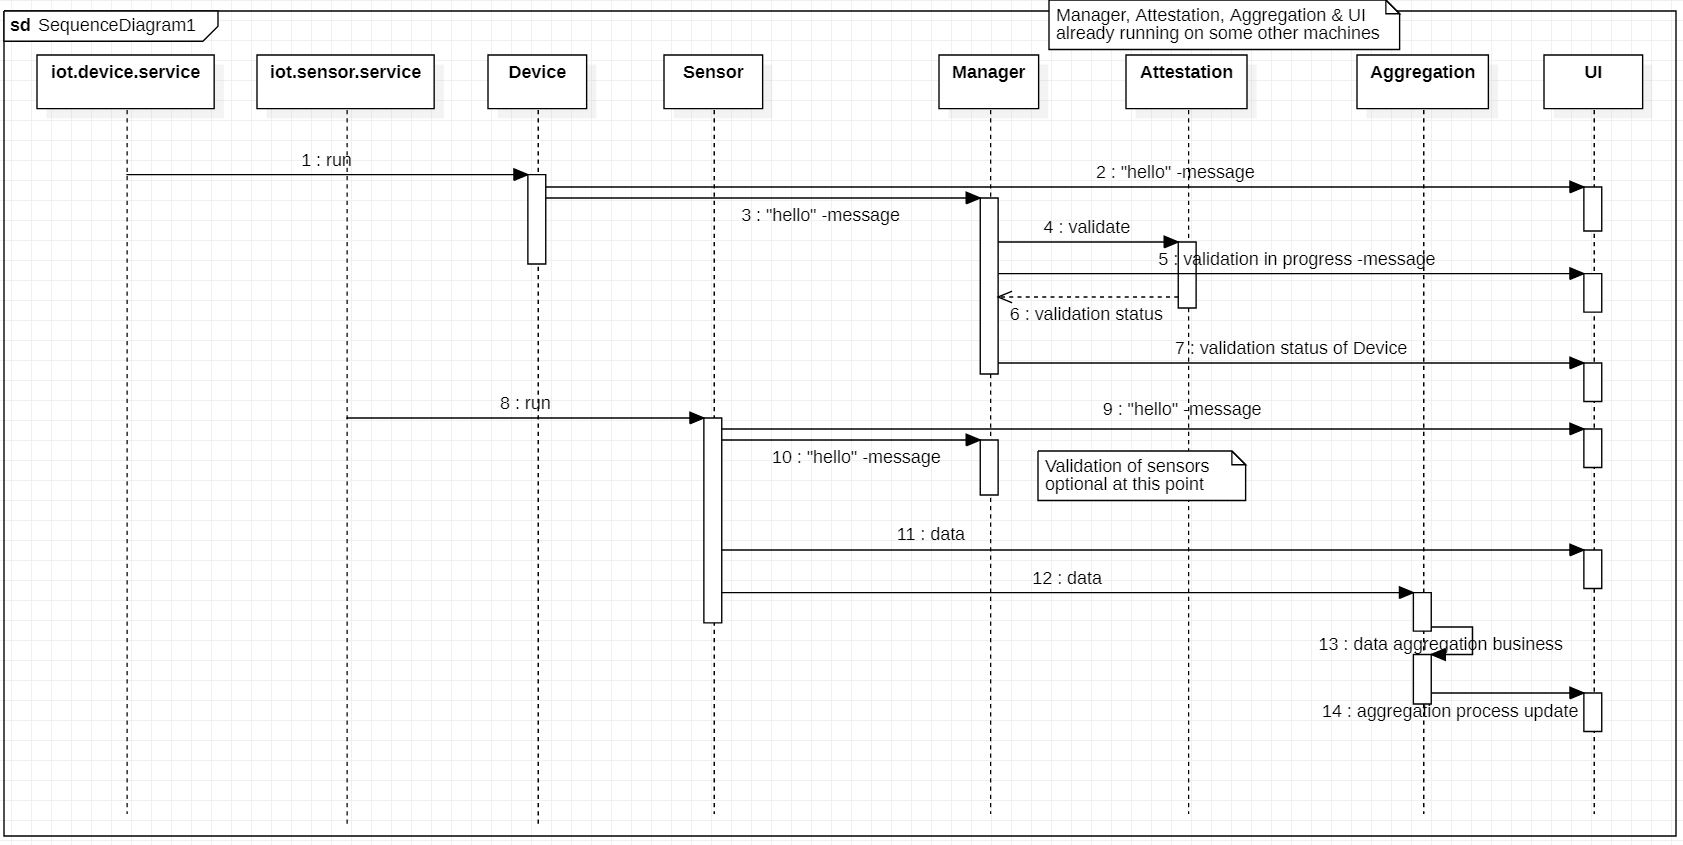 sd SequenceDiagram1
Manager, Attestation, Aggregation & UI
already running on some other machines
iot.device.service
iot.sensor.service
Device
Sensor
Manager
Attestation
Aggregation
UI
1 : run
2 : "hello" -message
3 : "hello" -message
4 : validate
5 : validation in progress -message
6 : validation status
7 : validation status of Device
8 : run
9 : "hello" -message
10 : "hello" -message
Validation of sensors
optional at this point
11 : data
12 : data
13 : data aggregation business
14 : aggregation process update